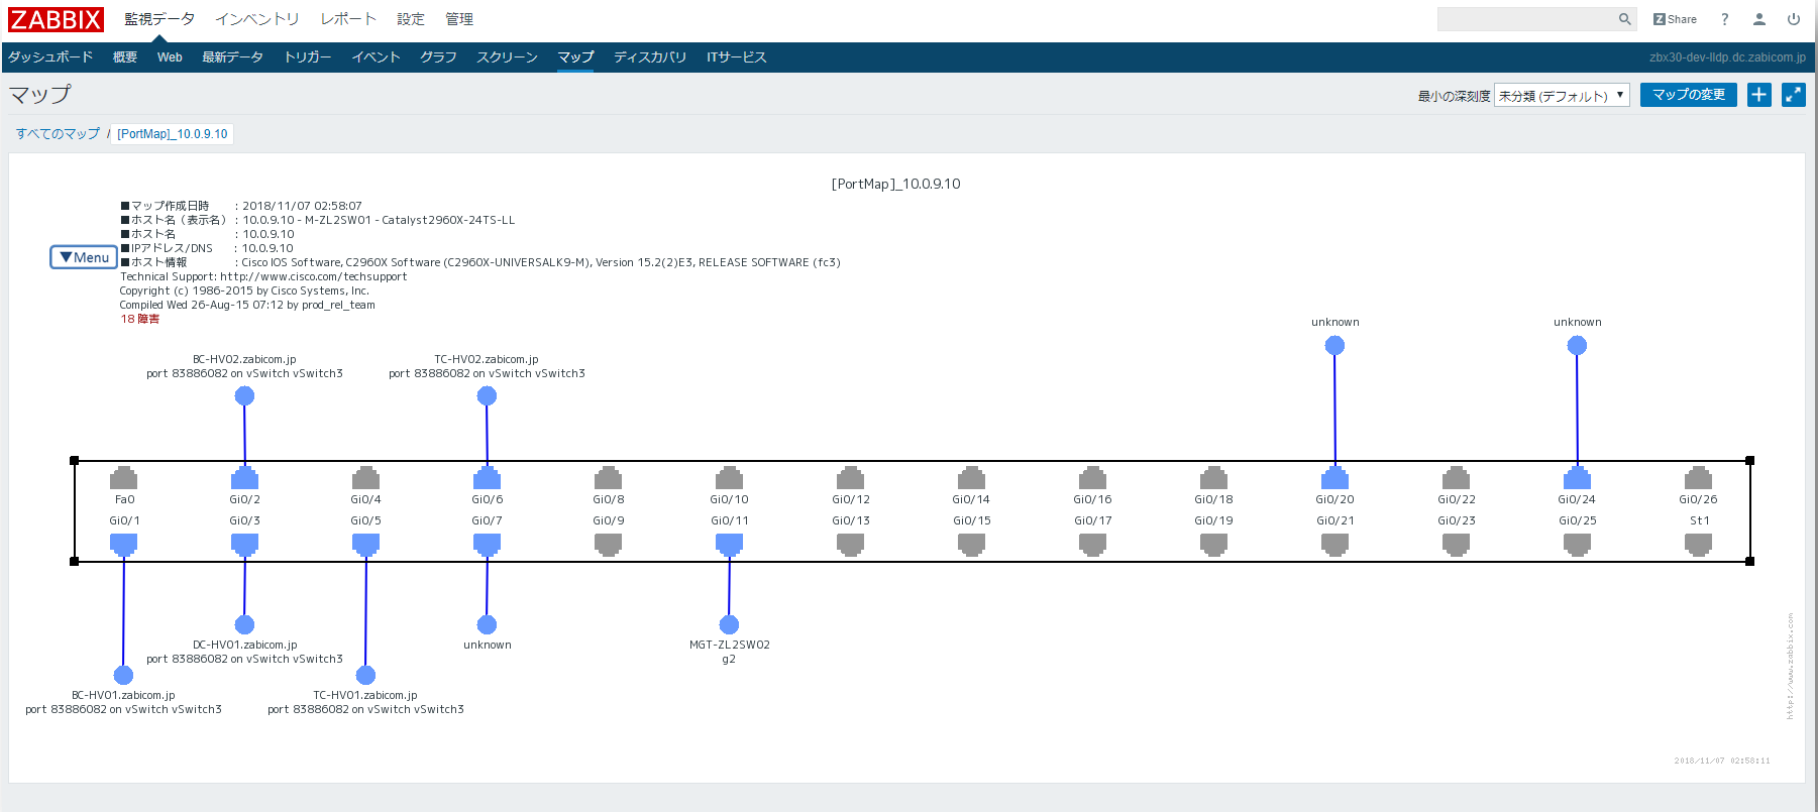 ZABBIX 監視データ インベントリ レポート 設定 管理 Share ?
ダッシュボード 概要 Web 最新データ トリガー イベント グラフ スクリーン マップ ディスカバリ ITサービス zbx30-dev-lldp.dc.zabicom.jp
マップ 最小の深刻度 未分類 (デフォルト) マップの変更
すべてのマップ / [PortMap]_10.0.9.10
[PortMap]_10.0.9.10
■マップ作成日時 : 2018/11/07 02:58:07
■ホスト名（表示名） : 10.0.9.10 - M-ZL2SW01 - Catalyst2960X-24TS-LL
■ホスト名 : 10.0.9.10
■IPアドレス/DNS : 10.0.9.10
▼Menu
■ホスト情報 : Cisco IOS Software, C2960X Software (C2960X-UNIVERSALK9-M), Version 15.2(2)E3, RELEASE SOFTWARE (fc3)
Technical Support: http://www.cisco.com/techsupport
Copyright (c) 1986-2015 by Cisco Systems, Inc.
Compiled Wed 26-Aug-15 07:12 by prod_rel_team
18 障害
unknown unknown
BC-HV02.zabicom.jp TC-HV02.zabicom.jp
port 83886082 on vSwitch vSwitch3 port 83886082 on vSwitch vSwitch3
Fa0 Gi0/2 Gi0/4 Gi0/6 Gi0/8 Gi0/10 Gi0/12 Gi0/14 Gi0/16 Gi0/18 Gi0/20 Gi0/22 Gi0/24 Gi0/26
Gi0/1 Gi0/3 Gi0/5 Gi0/7 Gi0/9 Gi0/11 Gi0/13 Gi0/15 Gi0/17 Gi0/19 Gi0/21 Gi0/23 Gi0/25 St1
DC-HV01.zabicom.jp unknown MGT-ZL2SW02
port 83886082 on vSwitch vSwitch3 g2
BC-HV01.zabicom.jp TC-HV01.zabicom.jp
port 83886082 on vSwitch vSwitch3 port 83886082 on vSwitch vSwitch3
http://www.zabbix.com
2018/11/07 02:58:11